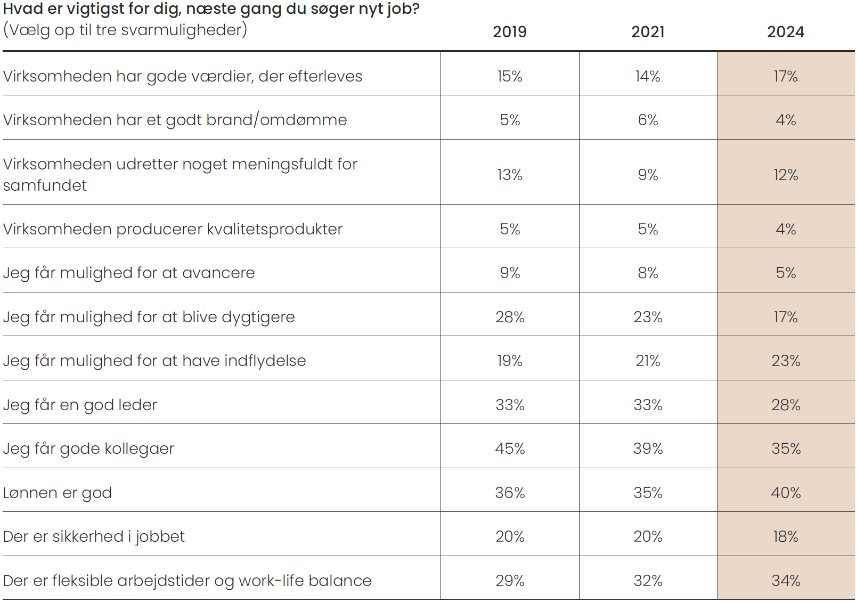 Hvad er vigtigst for dig, næste gang du søger nyt job?
(Vælg op til tre svarmuligheder) 2019 2021 2024
Virksomheden har gode værdier, der efterleves 15% 14% 17%
Virksomheden har et godt brand/omdømme 5% 6% 4%
Virksomheden udretter noget meningsfuldt for
samfundet 13% 9% 12%
Virksomheden producerer kvalitetsprodukter 5% 5% 4%
Jeg får mulighed for at avancere 9% 8% 5%
Jeg får mulighed for at blive dygtigere 28% 23% 17%
Jeg får mulighed for at have indflydelse 19% 21% 23%
Jeg får en god leder 33% 33% 28%
Jeg får gode kollegaer 45% 39% 35%
Lønnen er god 36% 35% 40%
Der er sikkerhed i jobbet 20% 20% 18%
Der er fleksible arbejdstider og work-life balance 29% 32% 34%